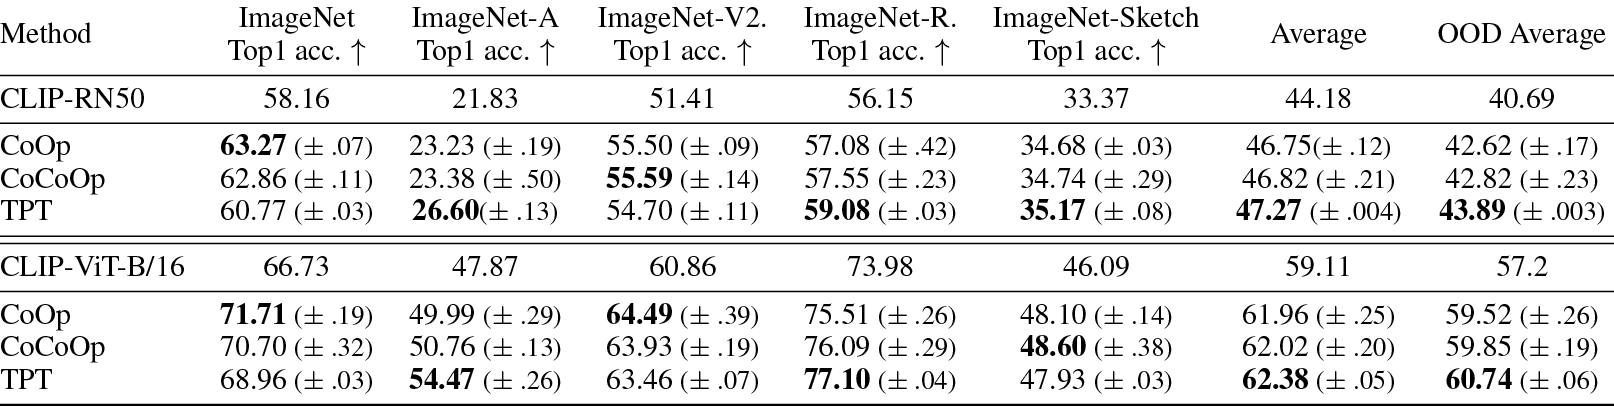 Method ImageNet Top1 acc. ↑ ImageNet-A Top1 acc. ↑ ImageNet-V2. Top1 acc. ↑ ImageNet-R. Top1 acc. ↑ ImageNet-Sketch Top1 acc. ↑ Average OOD Average
CLIP-RN50 58.16 21.83 51.41 56.15 33.37 44.18 40.69
CoOp 63.27 (± .07) 23.23 (± .19) 55.50 (± .09) 57.08 (± .42) 34.68 (± .03) 46.75(± .12) 42.62 (± .17)
CoCoOp 62.86 (± .11) 23.38 (± .50) 55.59 (± .14) 57.55 (± .23) 34.74 (± .29) 46.82 (± .21) 42.82 (± .23)
TPT 60.77 (± .03) 26.60(± .13) 54.70 (± .11) 59.08 (± .03) 35.17 (± .08) 47.27 (± .004) 43.89 (± .003)
CLIP-ViT-B/16 66.73 47.87 60.86 73.98 46.09 59.11 57.2
CoOp 71.71 (± .19) 49.99 (± .29) 64.49 (± .39) 75.51 (± .26) 48.10 (± .14) 61.96 (± .25) 59.52 (± .26)
CoCoOp 70.70 (± .32) 50.76 (± .13) 63.93 (± .19) 76.09 (± .29) 48.60 (± .38) 62.02 (± .20) 59.85 (± .19)
TPT 68.96 (± .03) 54.47 (± .26) 63.46 (± .07) 77.10 (± .04) 47.93 (± .03) 62.38 (± .05) 60.74 (± .06)